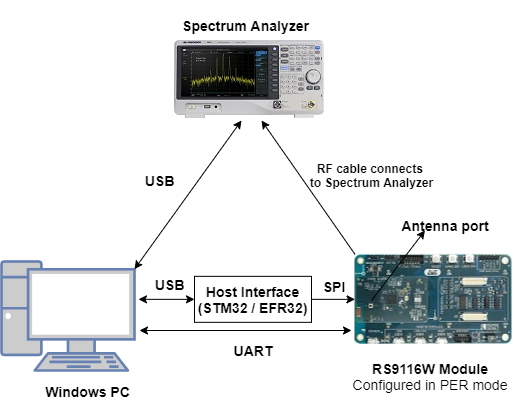 Spectrum Analyzer
USB
RF cable connects
to Spectrum Analyzer
Antenna port
USB
Host Interface
(STM32 / EFR32)
SPI
UART
Windows PC
RS9116W Module
Configured in PER mode